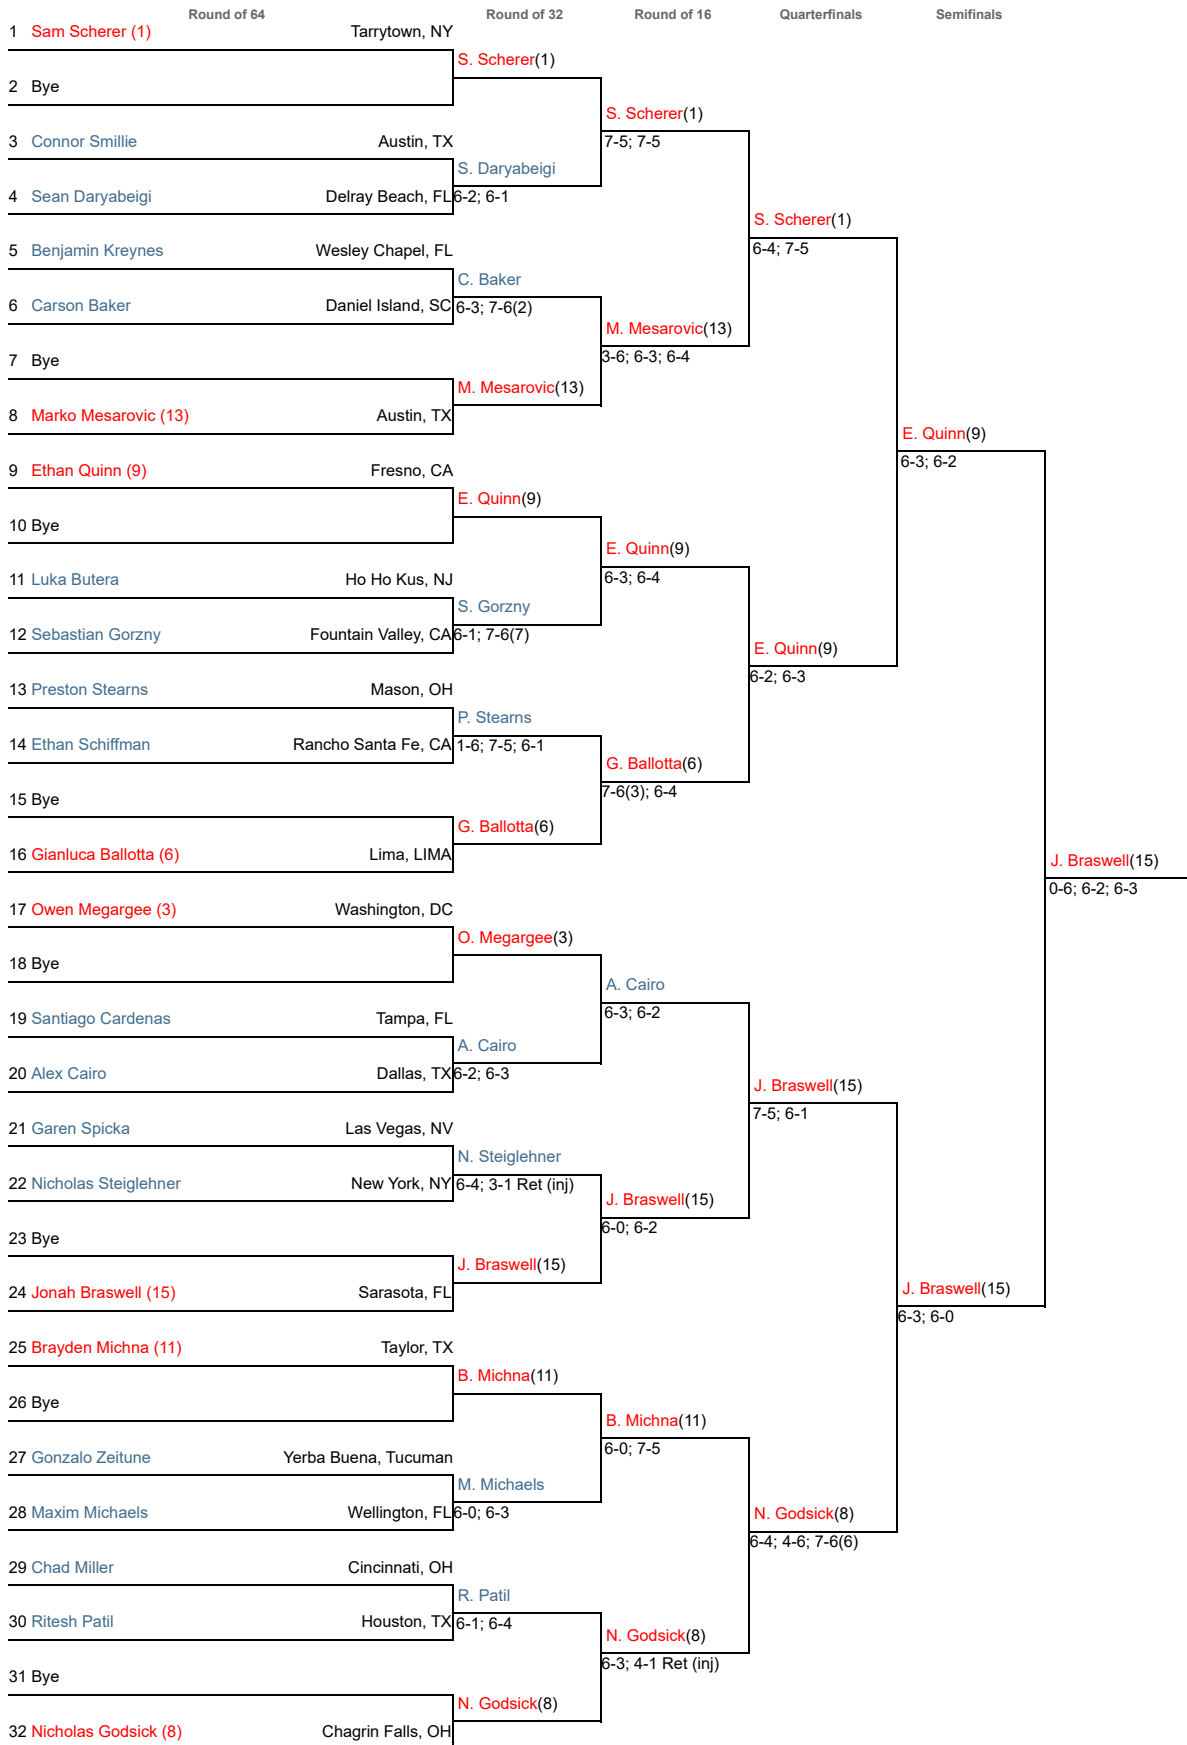 Round of 64 Round of 32 Round of 16 Quarterfinals Semifinals
1 Sam Scherer (1) Tarrytown, NY
S. Scherer(1)
2 Bye
S. Scherer(1)
7-5; 7-5
3 Connor Smillie Austin, TX
S. Daryabeigi
4 Sean Daryabeigi Delray Beach, FL
6-2; 6-1
S. Scherer(1)
6-4; 7-5
5 Benjamin Kreynes Wesley Chapel, FL
C. Baker
6 Carson Baker Daniel Island, SC
6-3; 7-6(2)
M. Mesarovic(13)
3-6; 6-3; 6-4
7 Bye
M. Mesarovic(13)
8 Marko Mesarovic (13) Austin, TX
E. Quinn(9)
6-3; 6-2
9 Ethan Quinn (9) Fresno, CA
E. Quinn(9)
10 Bye
E. Quinn(9)
6-3; 6-4
11 Luka Butera Ho Ho Kus, NJ
S. Gorzny
12 Sebastian Gorzny Fountain Valley, CA
6-1; 7-6(7)
E. Quinn(9)
6-2; 6-3
13 Preston Stearns Mason, OH
P. Stearns
14 Ethan Schiffman Rancho Santa Fe, CA
1-6; 7-5; 6-1
G. Ballotta(6)
7-6(3); 6-4
15 Bye
G. Ballotta(6)
16 Gianluca Ballotta (6) Lima, LIMA
J. Braswell(15)
0-6; 6-2; 6-3
17 Owen Megargee (3) Washington, DC
O. Megargee(3)
18 Bye
A. Cairo
6-3; 6-2
19 Santiago Cardenas Tampa, FL
A. Cairo
20 Alex Cairo Dallas, TX
6-2; 6-3
J. Braswell(15)
7-5; 6-1
21 Garen Spicka Las Vegas, NV
N. Steiglehner
22 Nicholas Steiglehner New York, NY
6-4; 3-1 Ret (inj)
J. Braswell(15)
6-0; 6-2
23 Bye
J. Braswell(15)
24 Jonah Braswell (15) Sarasota, FL
J. Braswell(15)
6-3; 6-0
25 Brayden Michna (11) Taylor, TX
B. Michna(11)
26 Bye
B. Michna(11)
6-0; 7-5
27 Gonzalo Zeitune Yerba Buena, Tucuman
M. Michaels
28 Maxim Michaels Wellington, FL
6-0; 6-3
N. Godsick(8)
6-4; 4-6; 7-6(6)
29 Chad Miller Cincinnati, OH
R. Patil
30 Ritesh Patil Houston, TX
6-1; 6-4
N. Godsick(8)
6-3; 4-1 Ret (inj)
31 Bye
N. Godsick(8)
32 Nicholas Godsick (8) Chagrin Falls, OH